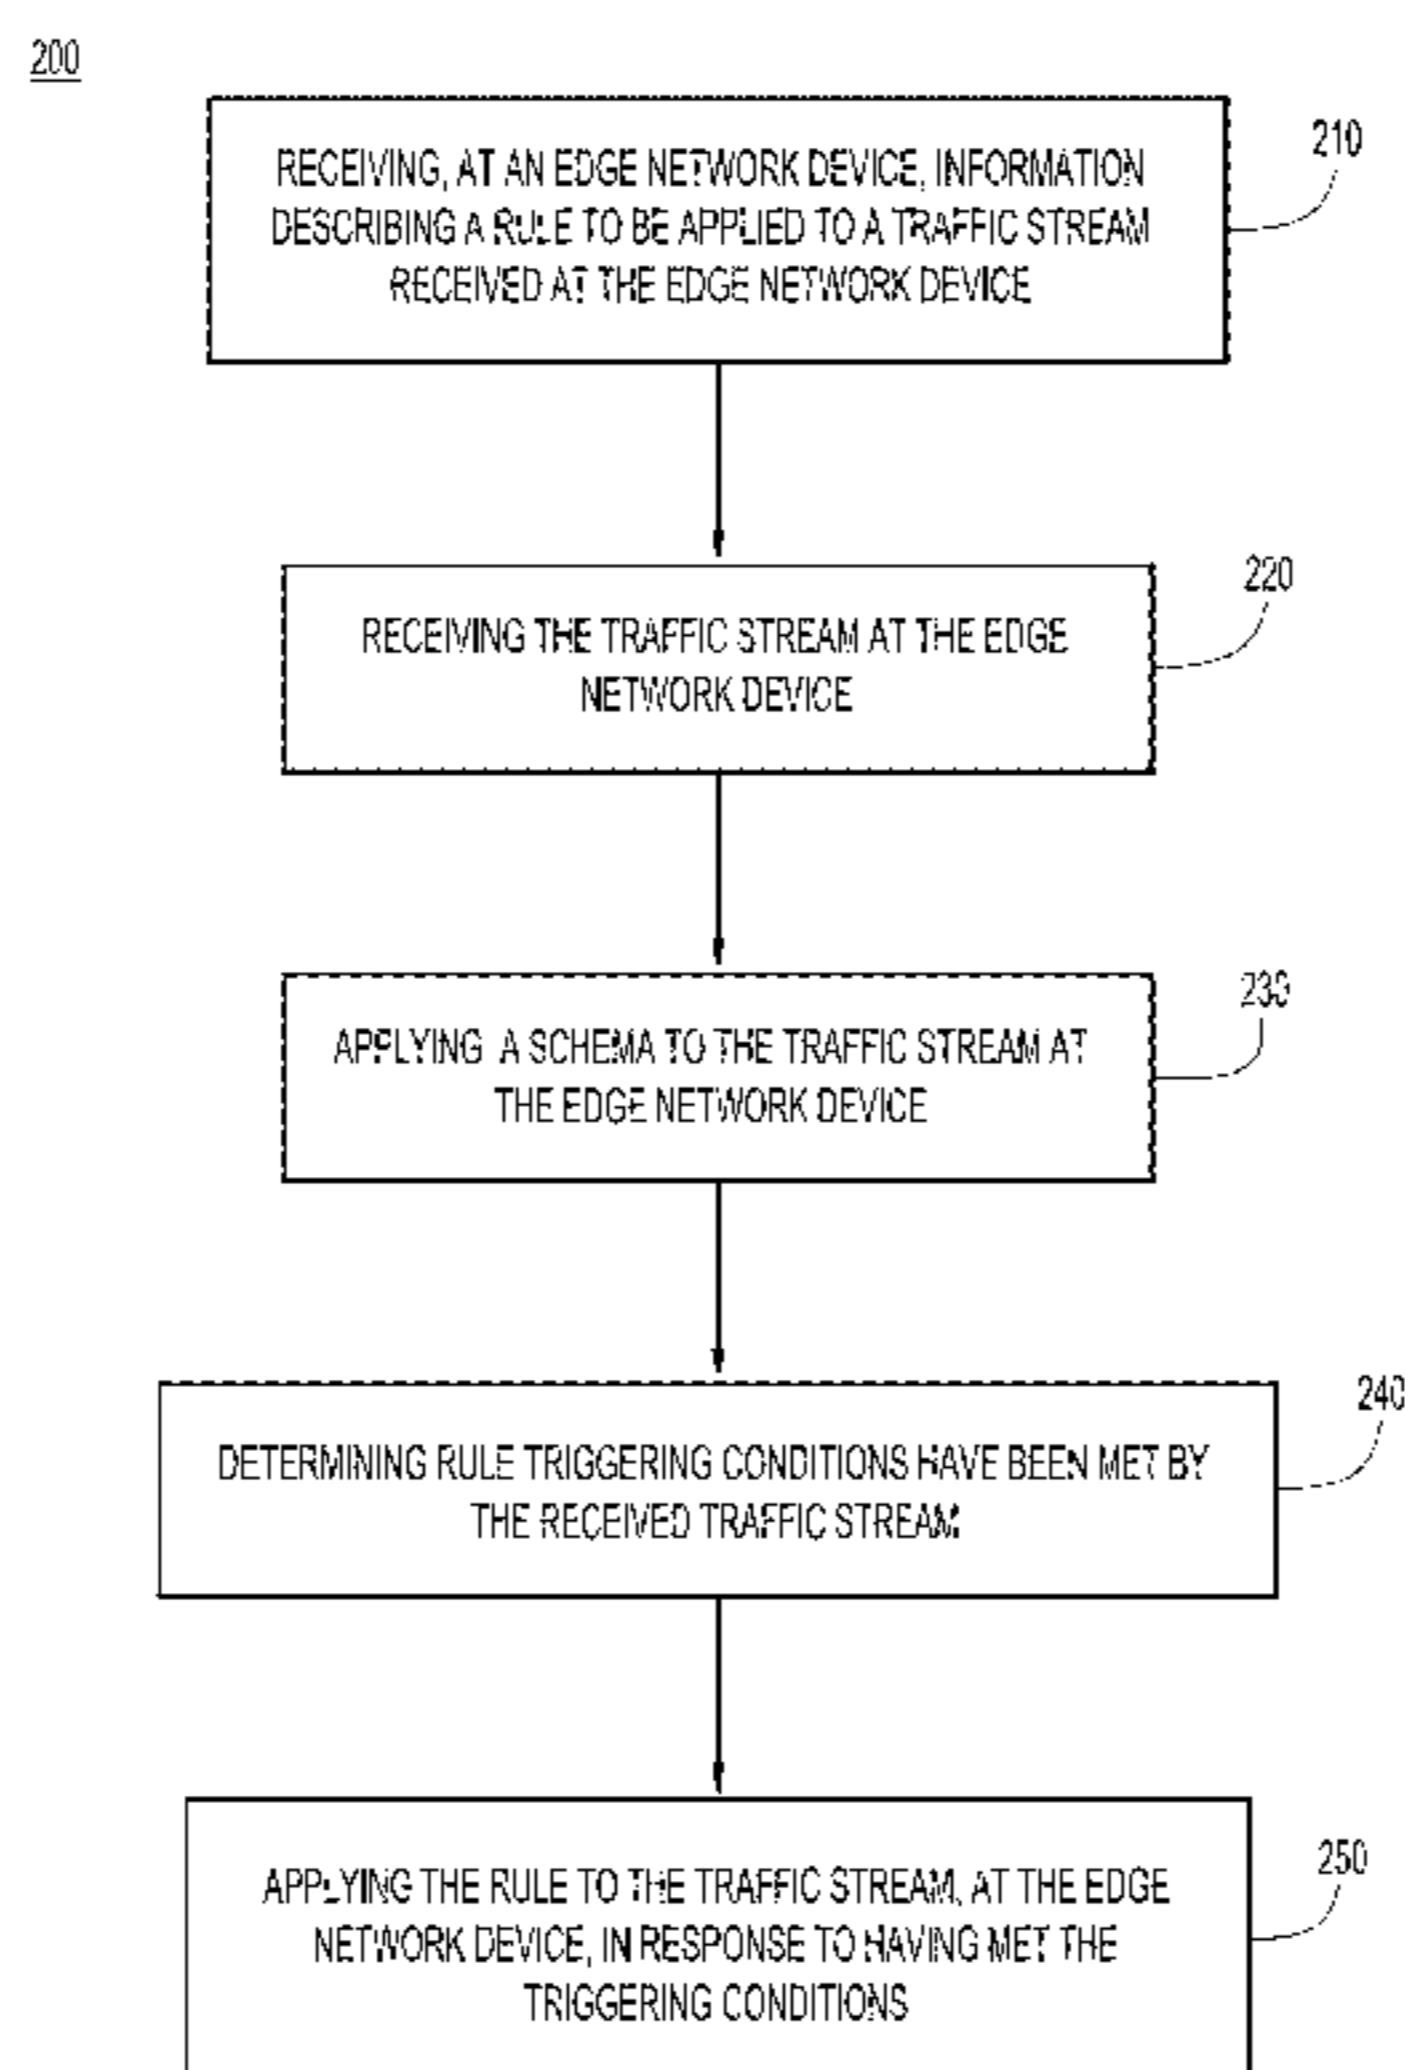 200
210
RECEIVING, AT AN EDGE NETWORK DEVICE, INFORMATION
DESCRIBING A RULE TO BE APPLIED TO A TRAFFIC STREAM
RECEIVED AT THE EDGE NETWORK DEVICE
220
RECEIVING THE TRAFFIC STREAM AT THE EDGE
NETWORK DEVICE
230
APPLYING A SCHEMA TO THE TRAFFIC STREAM AT
THE EDGE NETWORK DEVICE
240
DETERMINING RULE TRIGGERING CONDITIONS HAVE BEEN MET BY
THE RECEIVED TRAFFIC STREAM
250
APPLYING THE RULE TO THE TRAFFIC STREAM, AT THE EDGE
NETWORK DEVICE, IN RESPONSE TO HAVING MET THE
TRIGGERING CONDITIONS